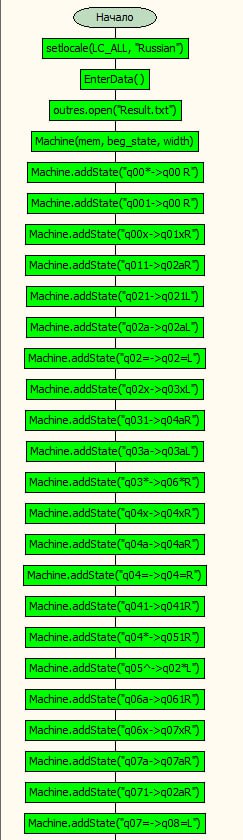 Начало
setlocale(LC_ALL, "Russian")
EnterData()
outres.open("Result.txt")
Machine(mem, beg_state, width)
Machine.addState("q00*->q00 R")
Machine.addState("q001->q00 R")
Machine.addState("q00x->q01xR")
Machine.addState("q011->q02aR")
Machine.addState("q021->q021L")
Machine.addState("q02a->q02aL")
Machine.addState("q02=->q02=L")
Machine.addState("q02x->q03xL")
Machine.addState("q031->q04aR")
Machine.addState("q03a->q03aL")
Machine.addState("q03*->q06*R")
Machine.addState("q04x->q04xR")
Machine.addState("q04a->q04aR")
Machine.addState("q04=->q04=R")
Machine.addState("q041->q041R")
Machine.addState("q04*->q051R")
Machine.addState("q05^->q02*L")
Machine.addState("q06a->q061R")
Machine.addState("q06x->q07xR")
Machine.addState("q07a->q07aR")
Machine.addState("q071->q02aR")
Machine.addState("q07=->q08=L")